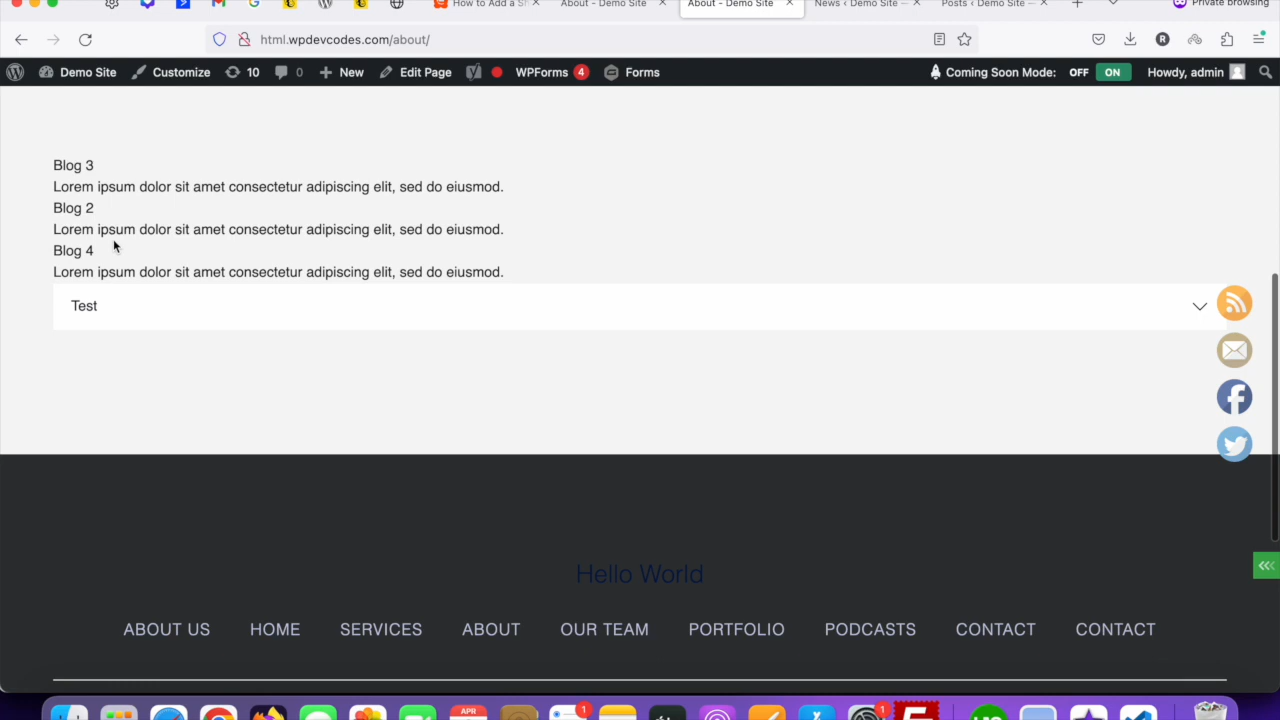 How to Add a Sh
About - Demo Site
About - Demo Site
News ‹ Demo Site —
Posts ‹ Demo Site —
Private browsing
html.wpdevcodes.com/about/
R
Demo Site
Customize
10
0
New
Edit Page
WPForms 4
Forms
Coming Soon Mode: OFF ON
Howdy, admin
Blog 3
Lorem ipsum dolor sit amet consectetur adipiscing elit, sed do eiusmod.
Blog 2
Lorem ipsum dolor sit amet consectetur adipiscing elit, sed do eiusmod.
Blog 4
Lorem ipsum dolor sit amet consectetur adipiscing elit, sed do eiusmod.
Test
Hello World
ABOUT US HOME SERVICES ABOUT OUR TEAM PORTFOLIO PODCASTS CONTACT CONTACT
APR
1
1